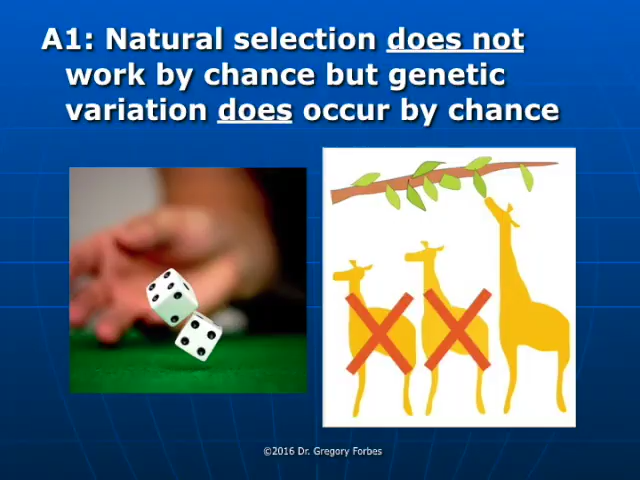 A1: Natural selection does not
work by chance but genetic
variation does occur by chance
©2016 Dr. Gregory Forbes